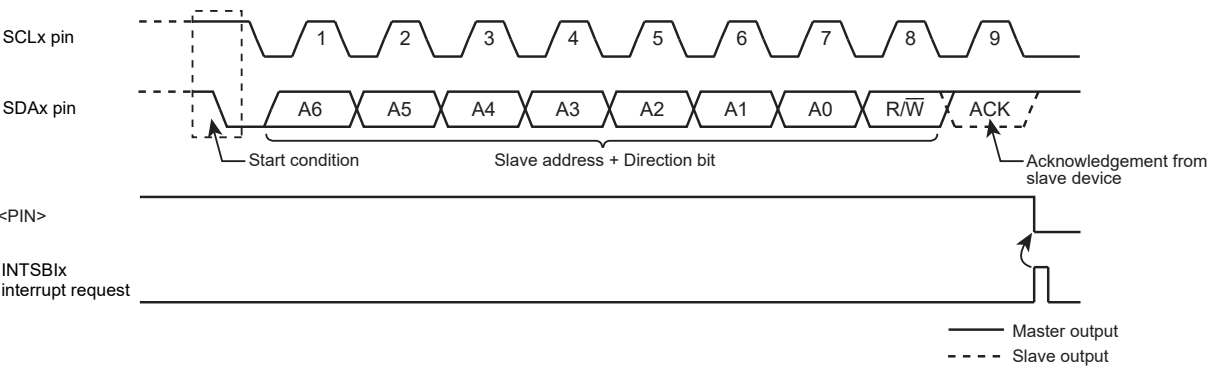 SCLx pin
1 2 3 4 5 6 7 8 9
SDAx pin
A6 A5 A4 A3 A2 A1 A0 R/W̅ ACK
Start condition
Slave address + Direction bit
Acknowledgement from
slave device
<PIN>
INTSBIx
interrupt request
Master output
Slave output